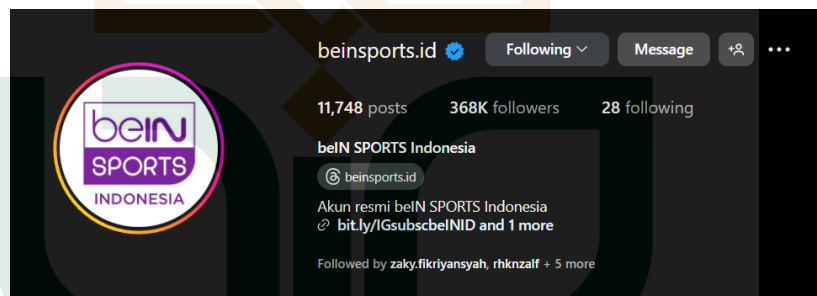 beIN
SPORTS
INDONESIA
beinsports.id Following Message
11,748 posts 368K followers 28 following
beIN SPORTS Indonesia
beinsports.id
Akun resmi beIN SPORTS Indonesia
bit.ly/IGsubscbeINID and 1 more
Followed by zaky.fikriyansyah, rhknzalf + 5 more